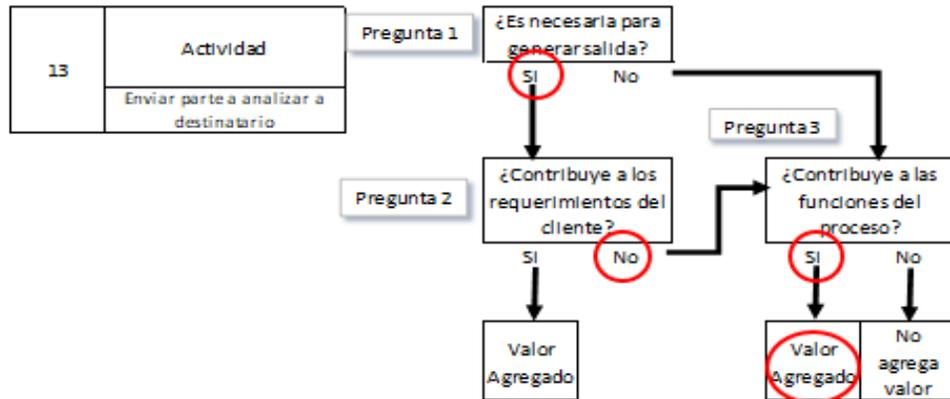 13
Actividad
Enviar parte a analizar a
destinatario
Pregunta 1
¿Es necesaria para
generar salida?
SI
No
Pregunta 2
¿Contribuye a los
requerimientos del
cliente?
SI
No
Pregunta 3
¿Contribuye a las
funciones del
proceso?
SI
No
Valor
Agregado
Valor
Agregado
No
agrega
valor